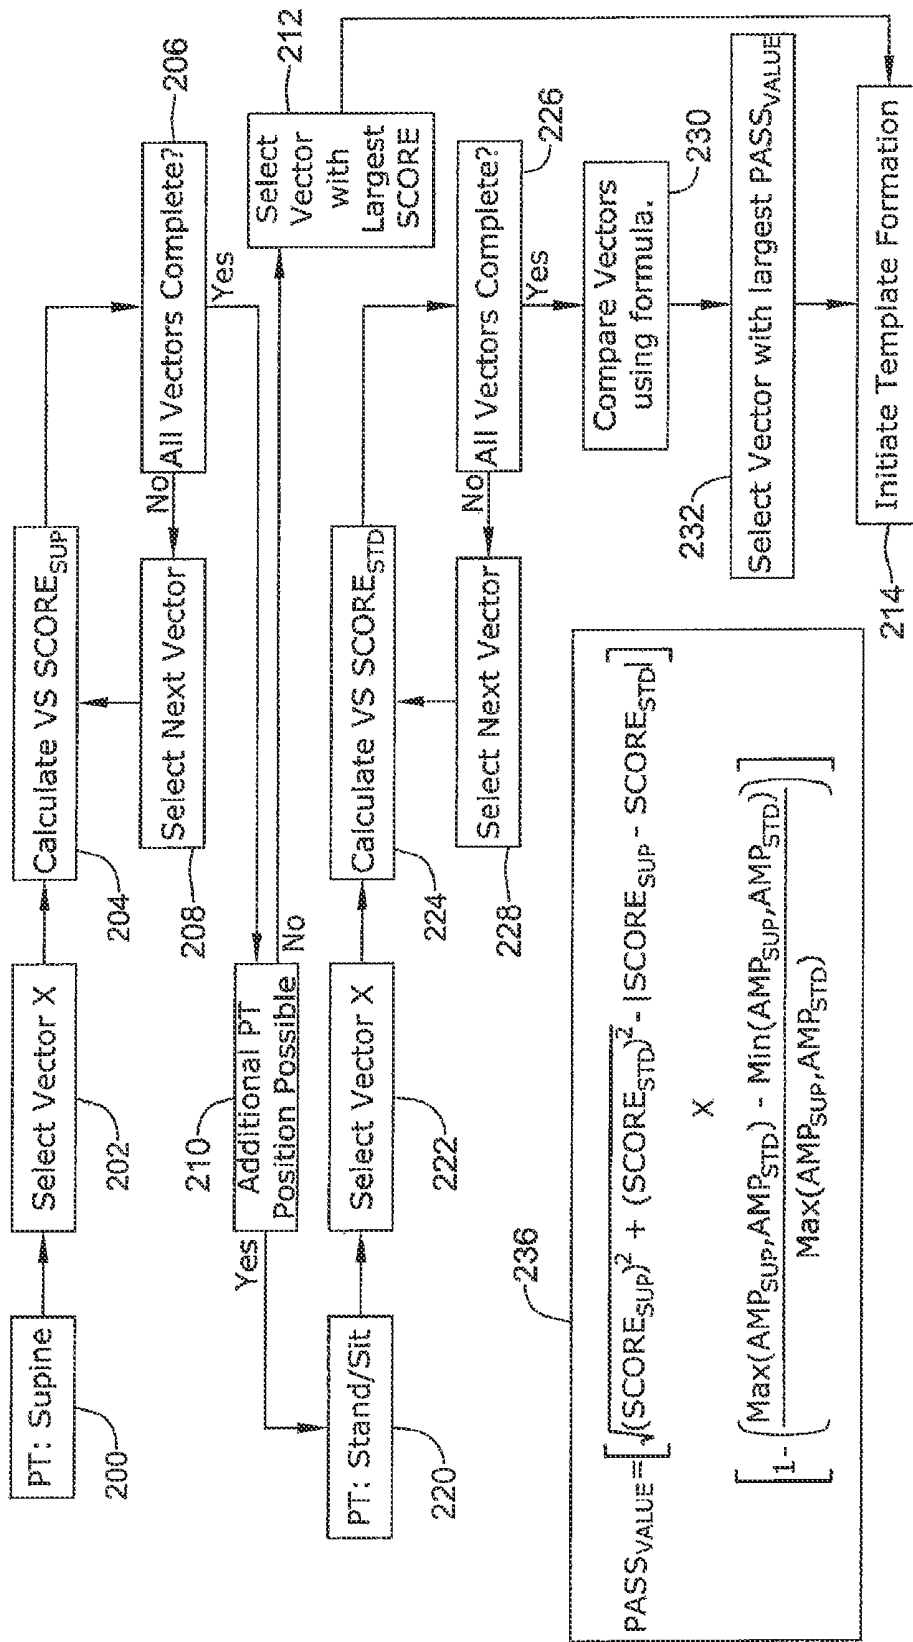 PT: Supine
200
Select Vector X
202
Calculate VS SCORE_SUP
204
All Vectors Complete?
206
No
Yes
Select Next Vector
208
Additional PT
Position Possible
210
No
Yes
Select
Vector
with
Largest
SCORE
212
PT: Stand/Sit
220
Select Vector X
222
Calculate VS SCORE_STD
224
All Vectors Complete?
226
No
Yes
Select Next Vector
228
Compare Vectors
using formula.
230
Select Vector with largest PASS_VALUE
232
Initiate Template Formation
214
236
PASS_VALUE=[√(SCORE_SUP)² + (SCORE_STD)² - |SCORE_SUP - SCORE_STD|]
X
[1-(Max(AMP_SUP,AMP_STD) - Min(AMP_SUP,AMP_STD)
Max(AMP_SUP,AMP_STD))]